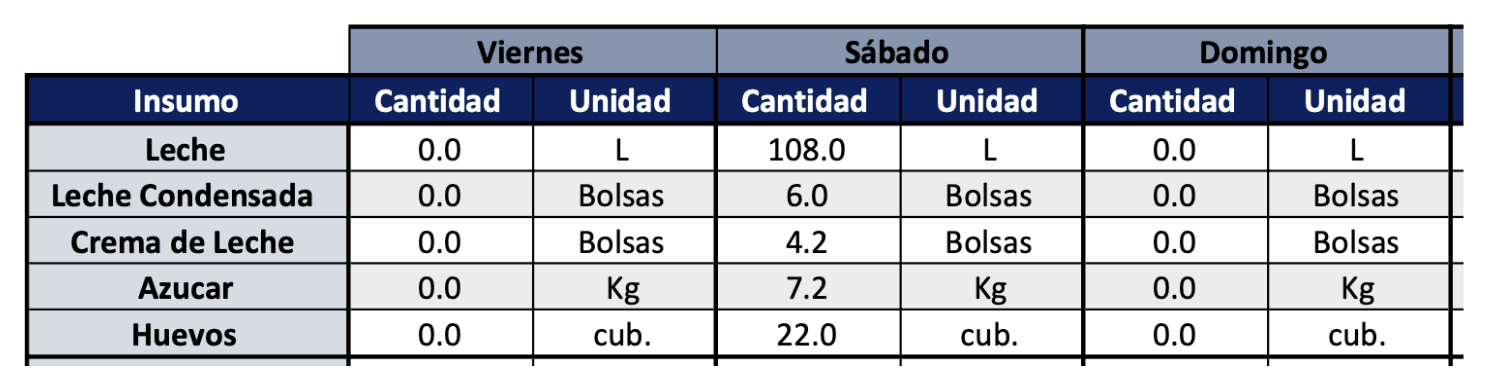 Viernes Sábado Domingo
Insumo Cantidad Unidad Cantidad Unidad Cantidad Unidad
Leche 0.0 L 108.0 L 0.0 L
Leche Condensada 0.0 Bolsas 6.0 Bolsas 0.0 Bolsas
Crema de Leche 0.0 Bolsas 4.2 Bolsas 0.0 Bolsas
Azucar 0.0 Kg 7.2 Kg 0.0 Kg
Huevos 0.0 cub. 22.0 cub. 0.0 cub.